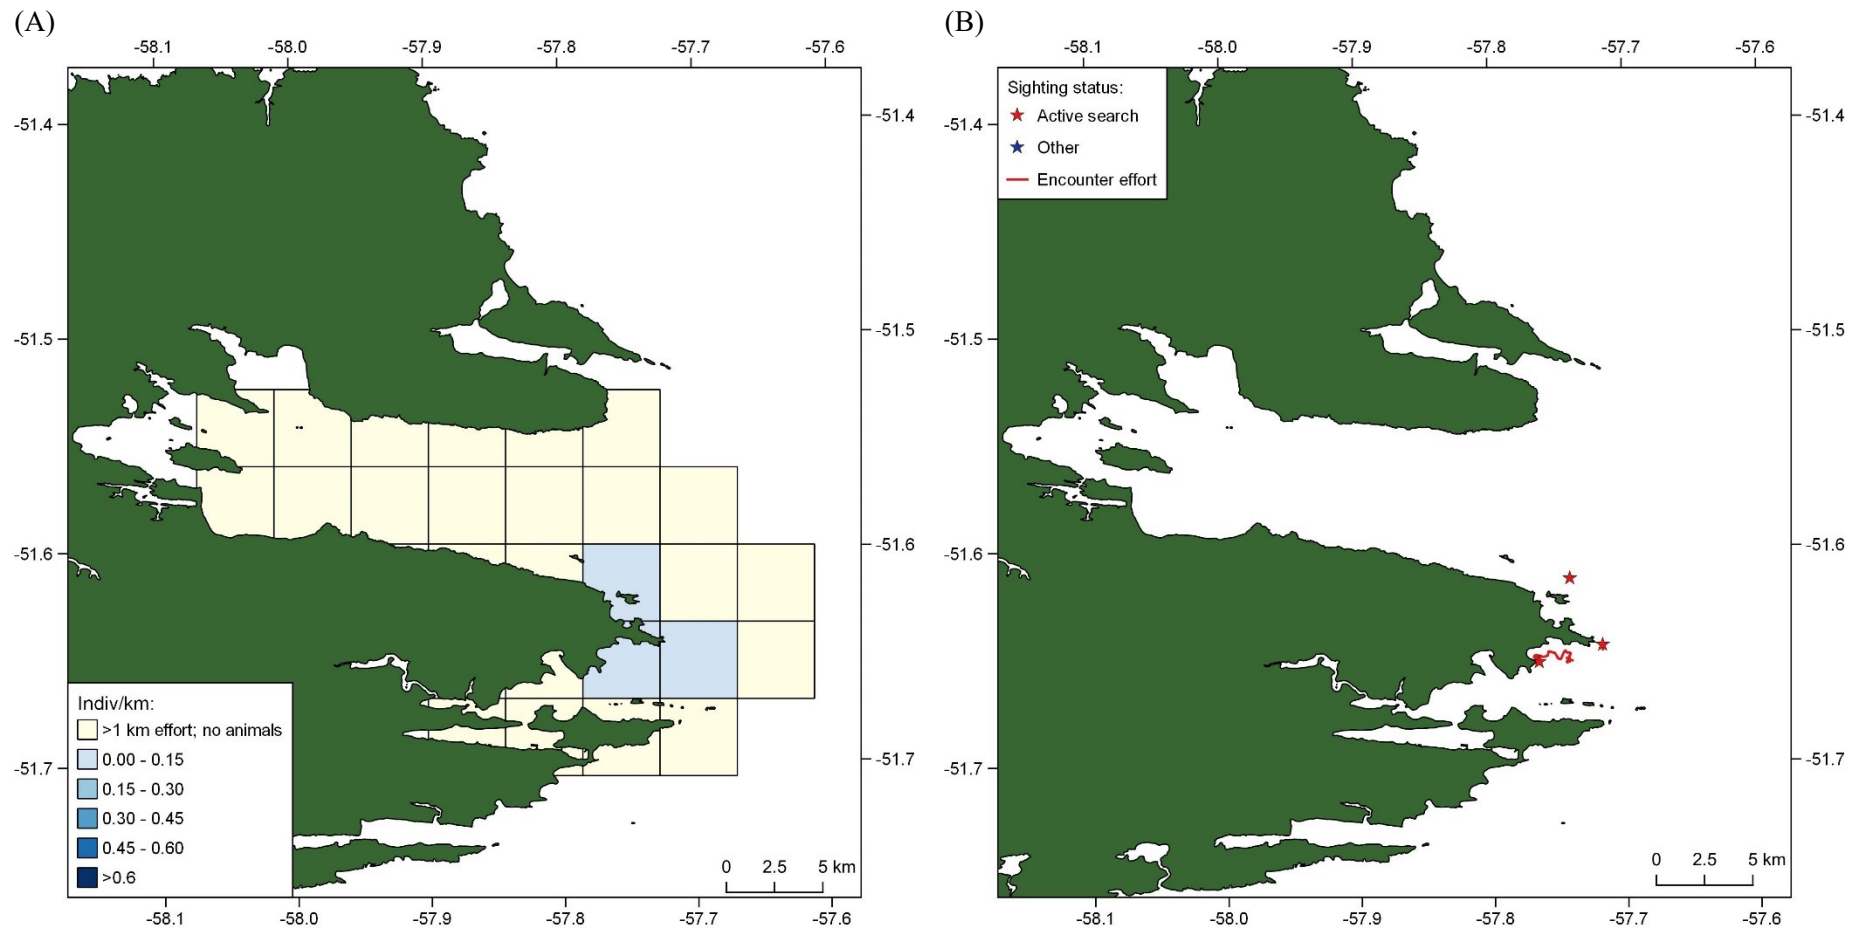 (A)
-58.1 -58.0 -57.9 -57.8 -57.7 -57.6
-51.4 -51.4
-51.5 -51.5
-51.6 -51.6
-51.7 -51.7
Indiv/km:
>1 km effort; no animals
0.00 - 0.15
0.15 - 0.30
0.30 - 0.45
0.45 - 0.60
>0.6
0 2.5 5 km
-58.1 -58.0 -57.9 -57.8 -57.7 -57.6
(B)
-58.1 -58.0 -57.9 -57.8 -57.7 -57.6
Sighting status:
Active search
Other
Encounter effort
-51.4 -51.4
-51.5 -51.5
-51.6 -51.6
-51.7 -51.7
0 2.5 5 km
-58.1 -58.0 -57.9 -57.8 -57.7 -57.6